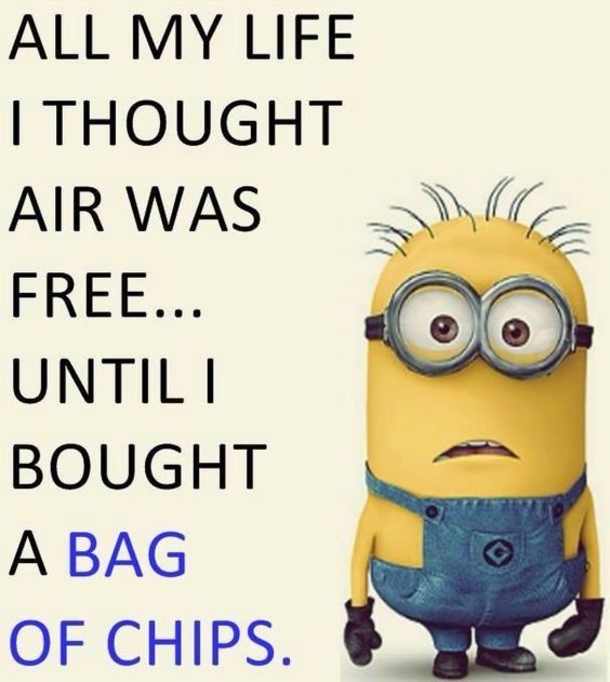 ALL MY LIFE
I THOUGHT
AIR WAS
FREE...
UNTIL I
BOUGHT
A BAG
OF CHIPS.